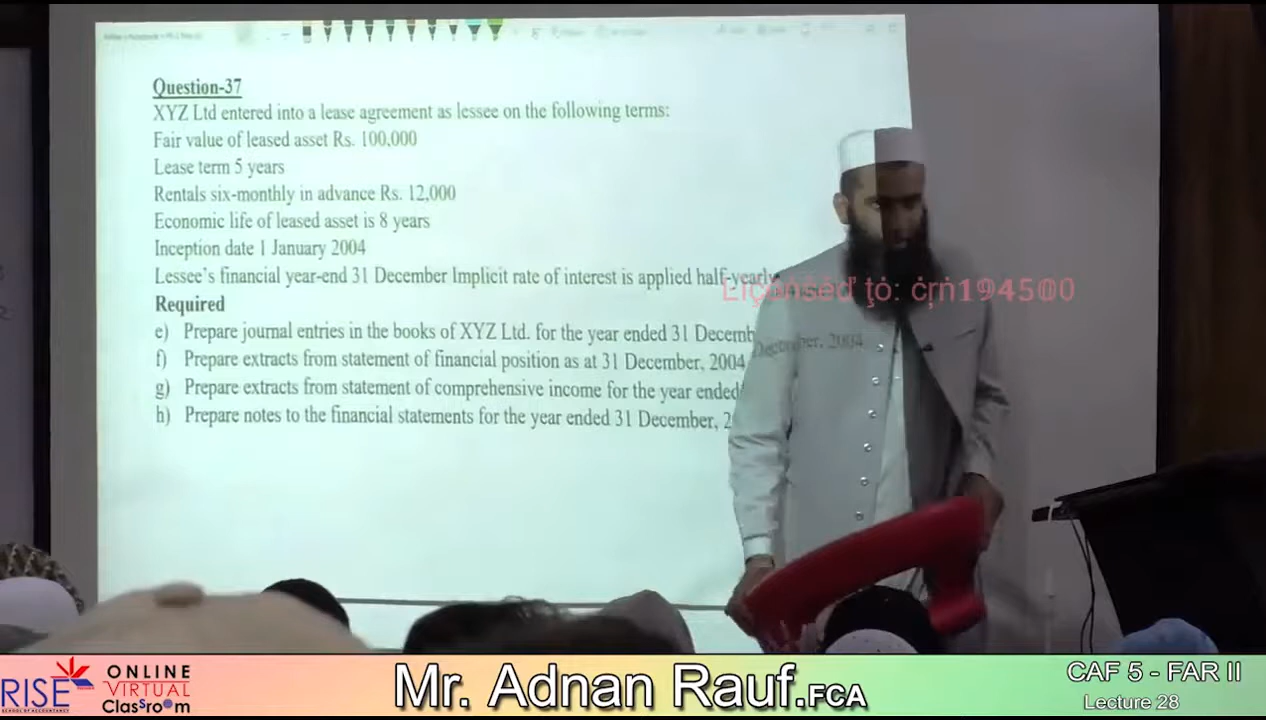 Question-37
XYZ Ltd entered into a lease agreement as lessee on the following terms:
Fair value of leased asset Rs. 100,000
Lease term 5 years
Rentals six-monthly in advance Rs. 12,000
Economic life of leased asset is 8 years
Inception date 1 January 2004
Lessee's financial year-end 31 December Implicit rate of interest is applied half-yearly
Required
e) Prepare journal entries in the books of XYZ Ltd. for the year ended 31 Decemb
December, 2004
f) Prepare extracts from statement of financial position as at 31 December, 2004
g) Prepare extracts from statement of comprehensive income for the year ended
h) Prepare notes to the financial statements for the year ended 31 December, 2
RISE
SCHOOL OF ACCOUNTANCY
ONLINE
VIRTUAL
Classroom
Mr. Adnan Rauf.FCA
CAF 5 - FAR II
Lecture 28